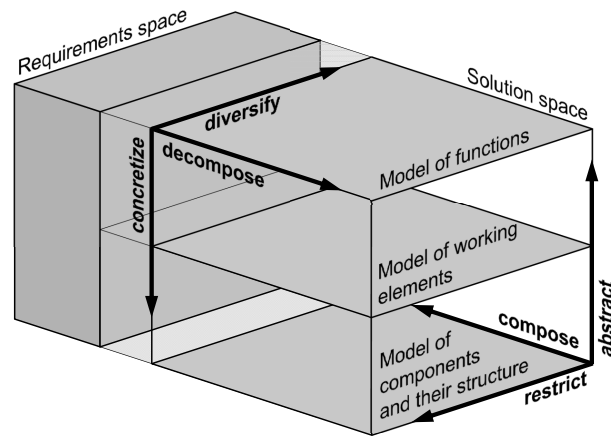 Requirements space
Solution space
diversify
decompose
concretize
Model of functions
Model of working
elements
compose
abstract
Model of
components
and their structure
restrict